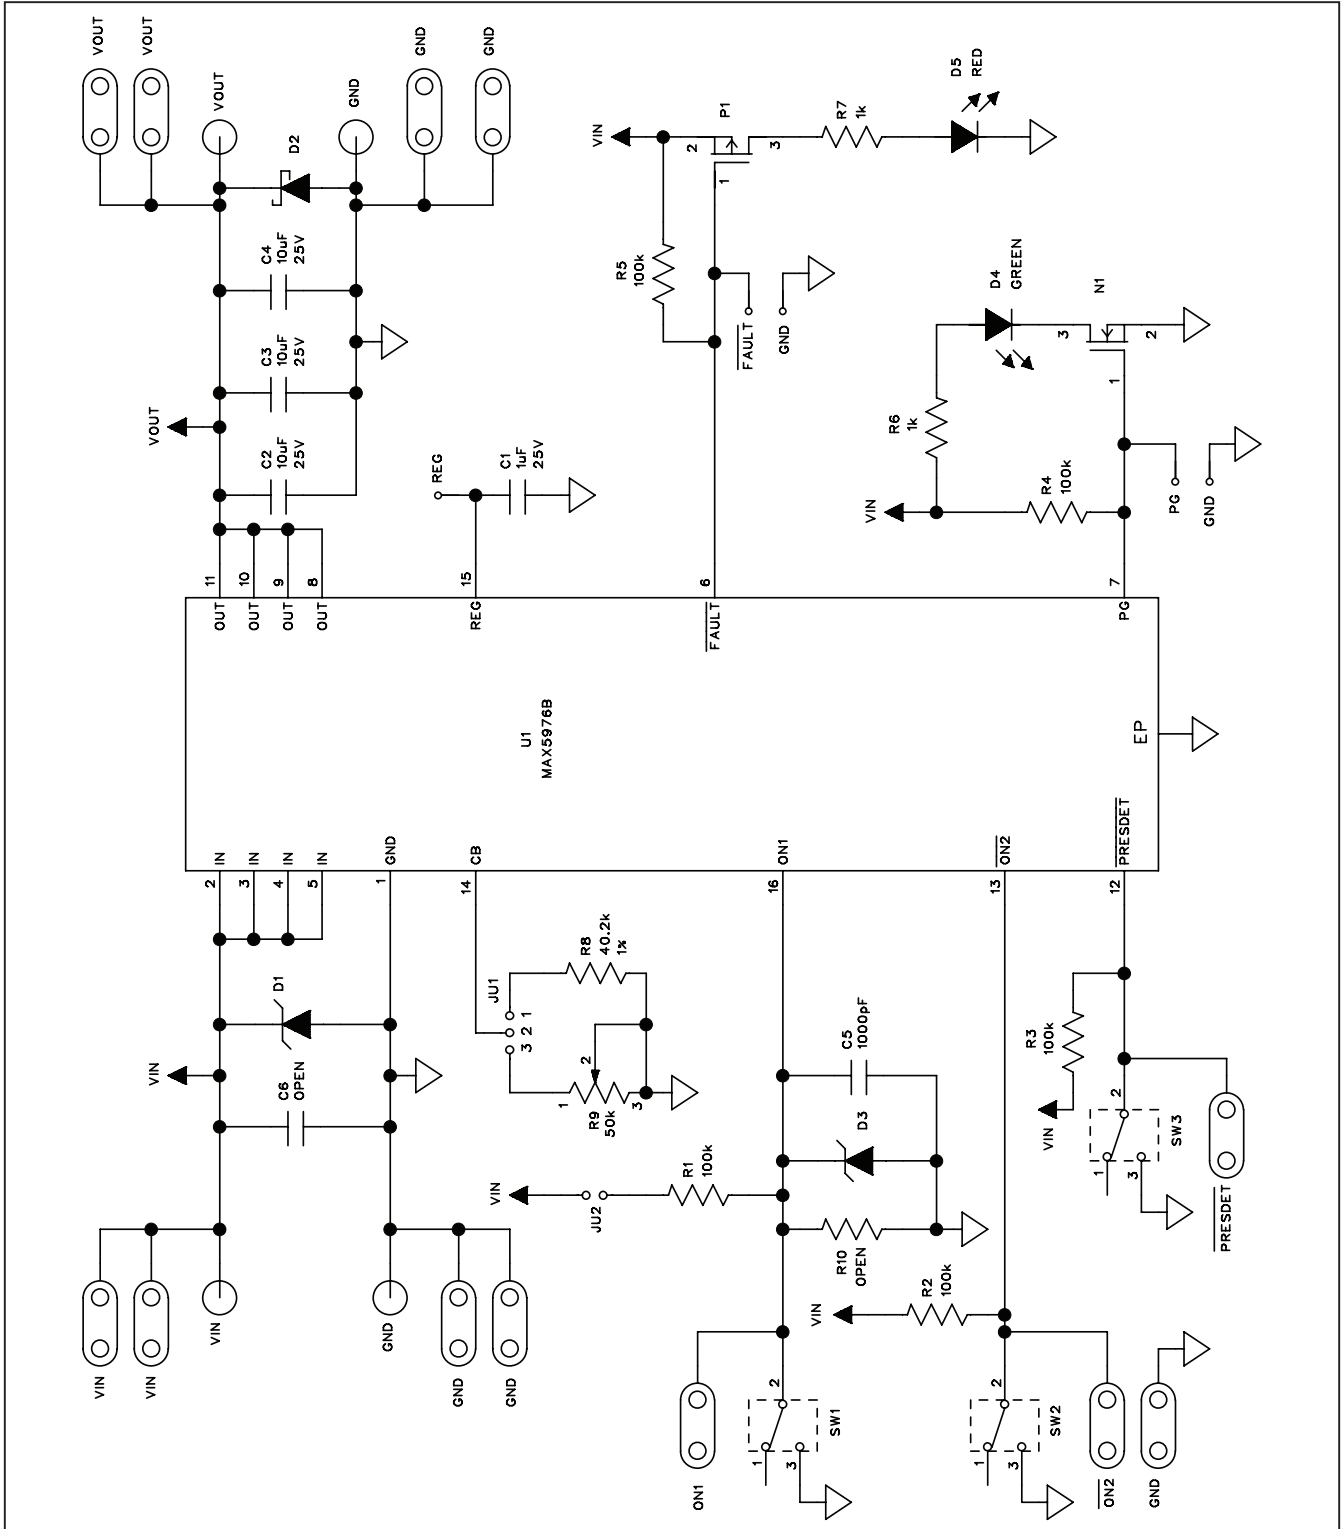 VOUT
VOUT
VOUT
GND
GND
GND
D2
C4
10uF
25V
C3
10uF
25V
C2
10uF
25V
VOUT
REG
C1
1uF
25V
VIN
P1
2
3
1
R5
100k
R7
1k
D5
RED
FAULT
GND
D4
GREEN
N1
3
2
1
R6
1k
VIN
R4
100k
PG
GND
11
10
9
8
15
6
7
OUT
OUT
OUT
OUT
REG
FAULT
PG
U1
MAX5976B
EP
IN
IN
IN
IN
GND
CB
ON1
ON2
PRESDET
2
3
4
5
1
14
16
13
12
D1
VIN
C6
OPEN
JU1
1
2
3
R8
40.2k
1%
R9
50k
1
2
3
VIN
JU2
R1
100k
C5
1000pF
D3
R10
OPEN
R3
100k
VIN
SW3
2
1
3
PRESDET
VIN
R2
100k
VIN
VIN
VIN
GND
GND
GND
ON1
SW1
2
1
3
SW2
2
1
3
ON2
GND